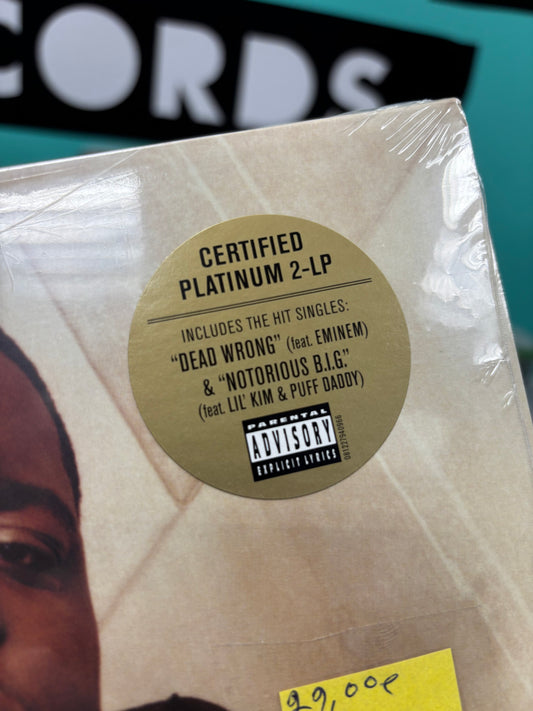 CORDS
CERTIFIED
PLATINUM 2-LP
INCLUDES THE HIT SINGLES:
"DEAD WRONG" (feat. EMINEM)
& "NOTORIOUS B.I.G."
(feat. LIL' KIM & PUFF DADDY)
PARENTAL
ADVISORY
EXPLICIT LYRICS
081227940966
29,00€